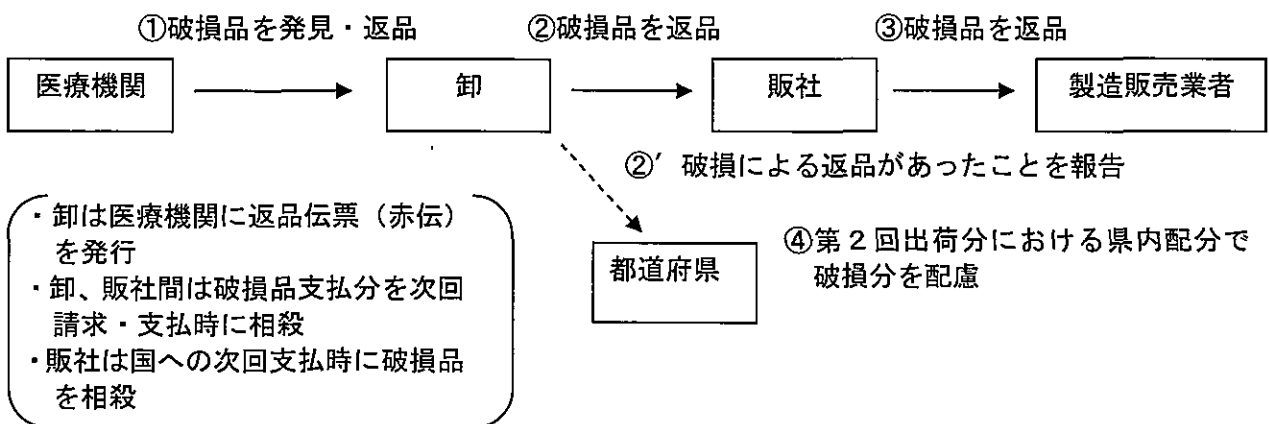 ①破損品を発見・返品
②破損品を返品
③破損品を返品
医療機関
卸
販社
製造販売業者
②′ 破損による返品があったことを報告
・卸は医療機関に返品伝票（赤伝）
を発行
・卸、販社間は破損品支払分を次回
請求・支払時に相殺
・販社は国への次回支払時に破損品
を相殺
都道府県
④第２回出荷分における県内配分で
破損分を配慮